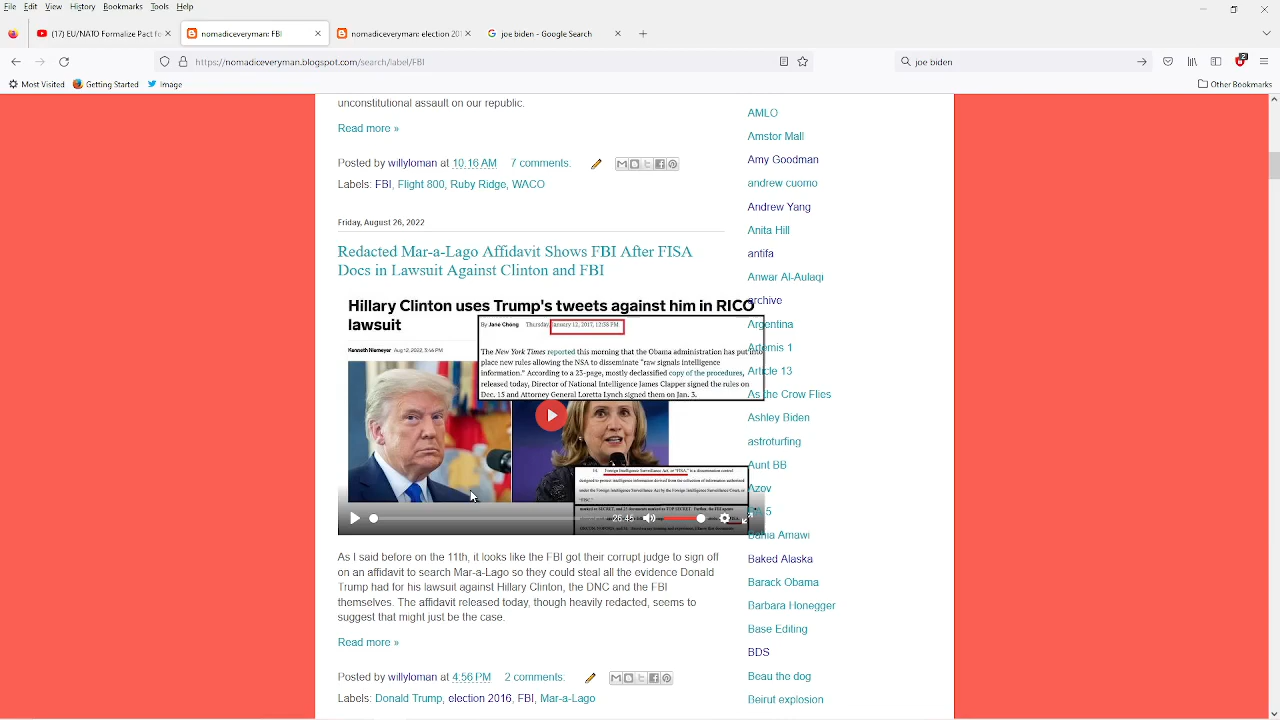 File Edit View History Bookmarks Tools Help
(17) EU/NATO Formalize Pact fo
nomadiceveryman: FBI
nomadiceveryman: election 201
joe biden - Google Search
https://nomadiceveryman.blogspot.com/search/label/FBI
joe biden
2
Most Visited
Getting Started
Image
Other Bookmarks
unconstitutional assault on our republic.
Read more »
Posted by willyloman at 10:16 AM 7 comments:
Labels: FBI, Flight 800, Ruby Ridge, WACO
Friday, August 26, 2022
Redacted Mar-a-Lago Affidavit Shows FBI After FISA
Docs in Lawsuit Against Clinton and FBI
Hillary Clinton uses Trump's tweets against him in RICO
lawsuit
Kenneth Niemeyer Aug 12, 2022, 3:46 PM
By Jane Chong Thursday, January 12, 2017, 12:58 PM
The New York Times reported this morning that the Obama administration has put into
place new rules allowing the NSA to disseminate "raw signals intelligence
information." According to a 23-page, mostly declassified copy of the procedures,
released today, Director of National Intelligence James Clapper signed the rules on
Dec. 15 and Attorney General Loretta Lynch signed them on Jan. 3.
Foreign Intelligence Surveillance Act, or "FISA," is a dissemination control
designed to protect intelligence information derived from the collection of information authorized
under the Foreign Intelligence Surveillance Act by the Foreign Intelligence Surveillance Court, or
"FISC."
26:45
As I said before on the 11th, it looks like the FBI got their corrupt judge to sign off
on an affidavit to search Mar-a-Lago so they could steal all the evidence Donald
Trump had for his lawsuit against Hillary Clinton, the DNC and the FBI
themselves. The affidavit released today, though heavily redacted, seems to
suggest that might just be the case.
Read more »
Posted by willyloman at 4:56 PM 2 comments:
Labels: Donald Trump, election 2016, FBI, Mar-a-Lago
AMLO
Amstor Mall
Amy Goodman
andrew cuomo
Andrew Yang
Anita Hill
antifa
Anwar Al-Aulaqi
archive
Argentina
Artemis 1
Article 13
As the Crow Flies
Ashley Biden
astroturfing
Aunt BB
Azov
Bahia Amawi
Baked Alaska
Barack Obama
Barbara Honegger
Base Editing
BDS
Beau the dog
Beirut explosion